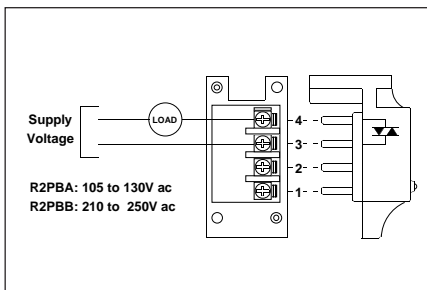 Supply
Voltage
LOAD
4
3
2
1
R2PBA: 105 to 130V ac
R2PBB: 210 to 250V ac